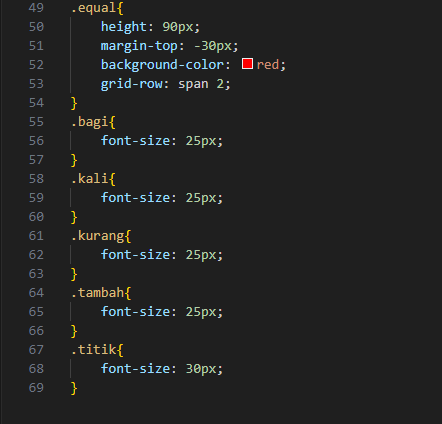 49 .equal{
50     height: 90px;
51     margin-top: -30px;
52     background-color: red;
53     grid-row: span 2;
54 }
55 .bagi{
56     font-size: 25px;
57 }
58 .kali{
59     font-size: 25px;
60 }
61 .kurang{
62     font-size: 25px;
63 }
64 .tambah{
65     font-size: 25px;
66 }
67 .titik{
68     font-size: 30px;
69 }